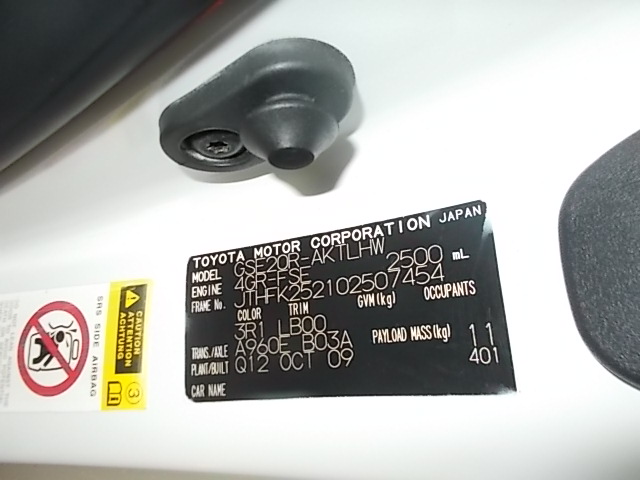 TOYOTA MOTOR CORPORATION JAPAN
MODEL GSE20R-AKTLHW
ENGINE 4GR-FSE 2500 mL
FRAME No. JTHFK252102507454
COLOR TRIM GVM(kg) OCCUPANTS
3R1 LB00
TRANS./AXLE A960E B03A PAYLOAD MASS(kg) 11
PLANT/BUILT Q12 OCT 09 401
CAR NAME
CAUTION
ATTENTION
ACHTUNG
3
SRS SIDE AIRBAG